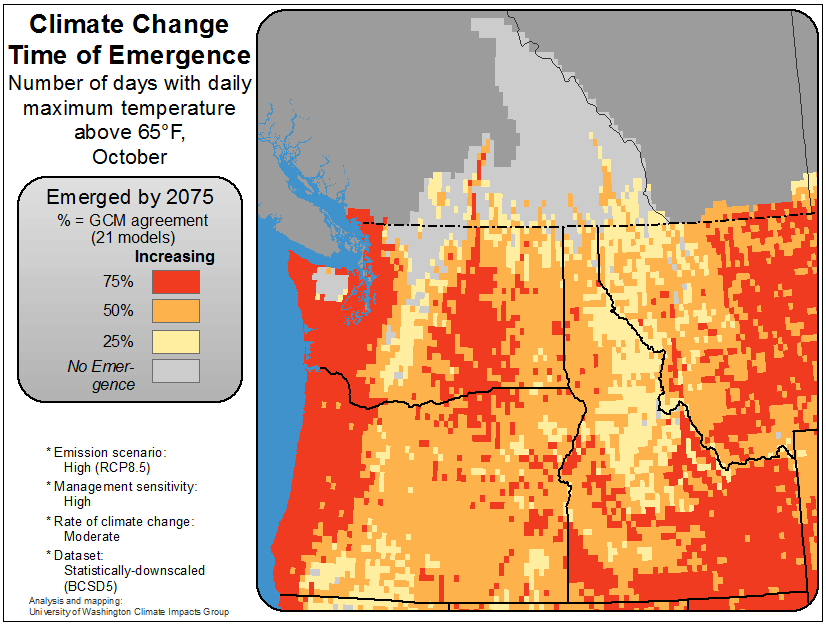 Climate Change
Time of Emergence
Number of days with daily
maximum temperature
above 65°F,
October
Emerged by 2075
% = GCM agreement
(21 models)
Increasing
75%
50%
25%
No Emer-
gence
* Emission scenario:
High (RCP8.5)
* Management sensitivity:
High
* Rate of climate change:
Moderate
* Dataset:
Statistically-downscaled
(BCSD5)
Analysis and mapping:
University of Washington Climate Impacts Group